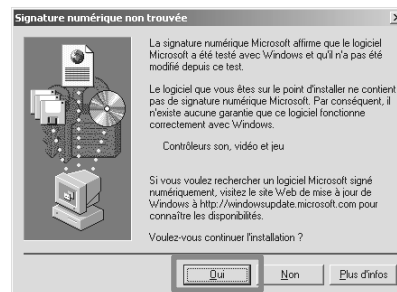 Signature numérique non trouvée
La signature numérique Microsoft affirme que le logiciel
Microsoft a été testé avec Windows et qu'il n'a pas été
modifié depuis ce test.
Le logiciel que vous êtes sur le point d'installer ne contient
pas de signature numérique Microsoft. Par conséquent, il
n'existe aucune garantie que ce logiciel fonctionne
correctement avec Windows.
Contrôleurs son, vidéo et jeu
Si vous voulez rechercher un logiciel Microsoft signé
numériquement, visitez le site Web de mise à jour de
Windows à http://windowsupdate.microsoft.com pour
connaître les disponibilités.
Voulez-vous continuer l'installation ?
Oui Non Plus d'infos